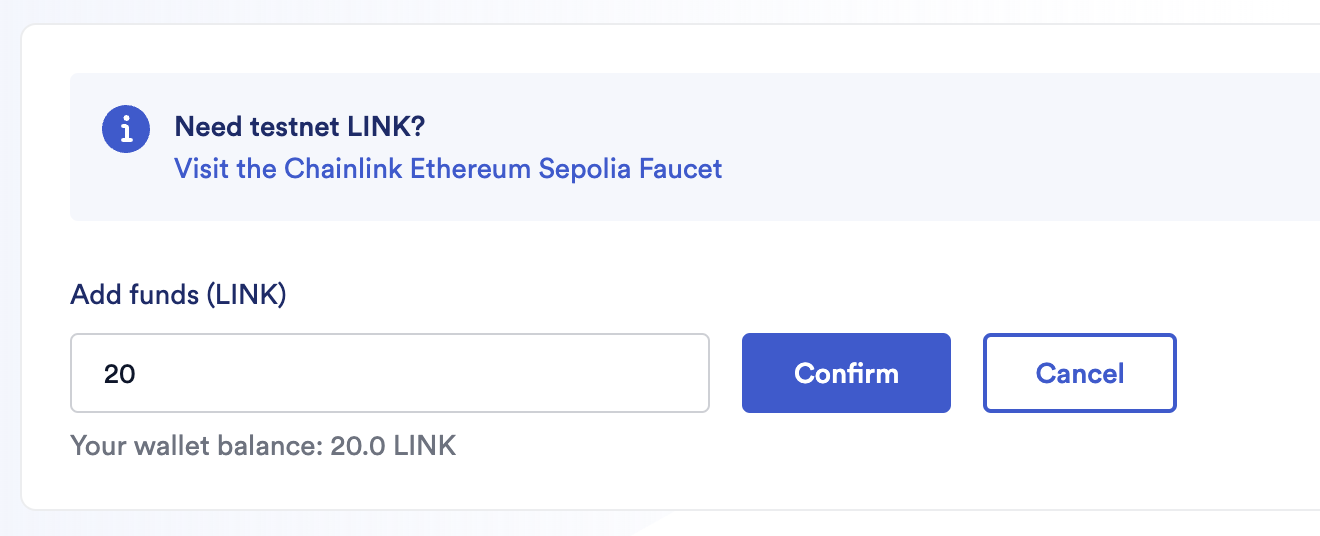 Need testnet LINK?
Visit the Chainlink Ethereum Sepolia Faucet
Add funds (LINK)
20
Confirm
Cancel
Your wallet balance: 20.0 LINK